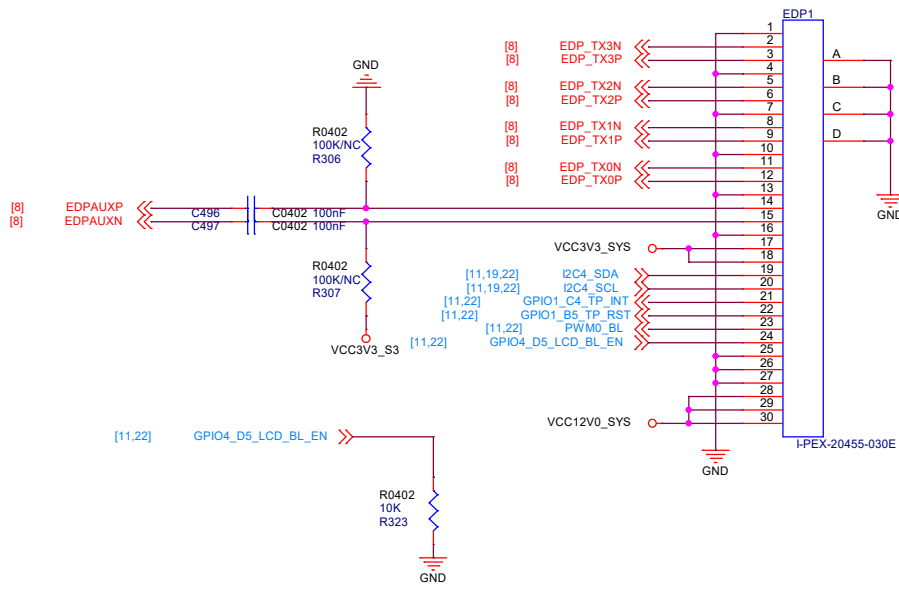 EDP1
1
[8] EDP_TX3N 2
[8] EDP_TX3P 3 A
GND 4
[8] EDP_TX2N 5 B
[8] EDP_TX2P 6
7 C
[8] EDP_TX1N 8
R0402
100K/NC
R306
[8] EDP_TX1P 9 D
10
[8] EDP_TX0N 11
[8] EDP_TX0P 12
13
[8] EDPAUXP C496 C0402 100nF 14
[8] EDPAUXN C497 C0402 100nF 15
GND
16
VCC3V3_SYS 17
18
R0402
100K/NC
R307
[11,19,22] I2C4_SDA 19
[11,19,22] I2C4_SCL 20
[11,22] GPIO1_C4_TP_INT 21
[11,22] GPIO1_B5_TP_RST 22
[11,22] PWM0_BL 23
VCC3V3_S3
[11,22] GPIO4_D5_LCD_BL_EN 24
25
26
27
28
29
VCC12V0_SYS 30
[11,22] GPIO4_D5_LCD_BL_EN
I-PEX-20455-030E
GND
R0402
10K
R323
GND